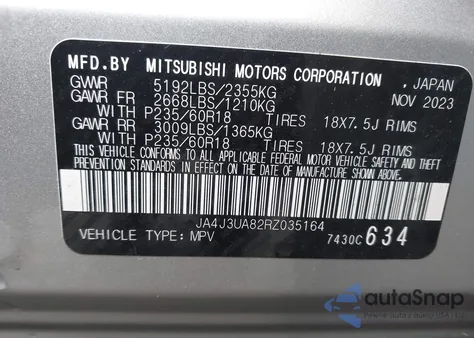 MFD.BY MITSUBISHI MOTORS CORPORATION , JAPAN
GVWR 5192LBS/2355KG NOV 2023
GAWR FR 2668LBS/1210KG
WITH P235/60R18 TIRES 18X7.5J RIMS
GAWR RR 3009LBS/1365KG
WITH P235/60R18 TIRES 18X7.5J RIMS
THIS VEHICLE CONFORMS TO ALL APPLICABLE FEDERAL MOTOR VEHICLE SAFETY
AND THEFT PREVENTION STANDARDS IN EFFECT ON THE DATE OF
MANUFACTURE SHOWN ABOVE.
JA4J3UA82RZ035164
VEHICLE TYPE: MPV 7430C 634
autoSnap